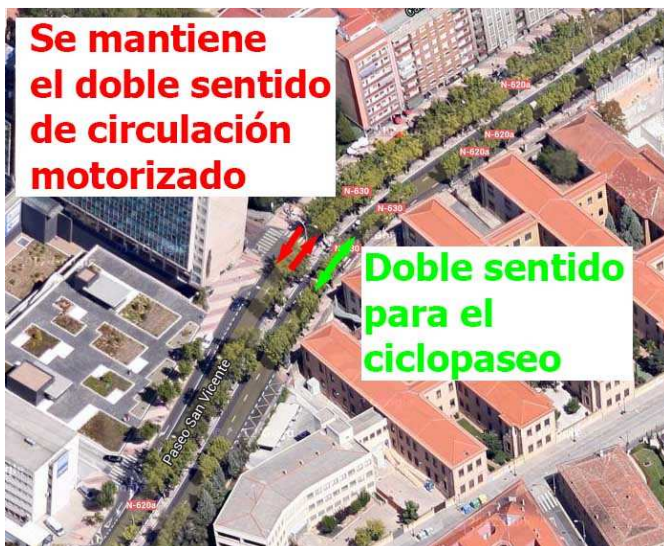 Se mantiene
el doble sentido
de circulación
motorizado
N-620a
N-620a
N-620a
N-630
N-630
Doble sentido
para el
ciclopaseo
Paseo San Vicente
N-620a